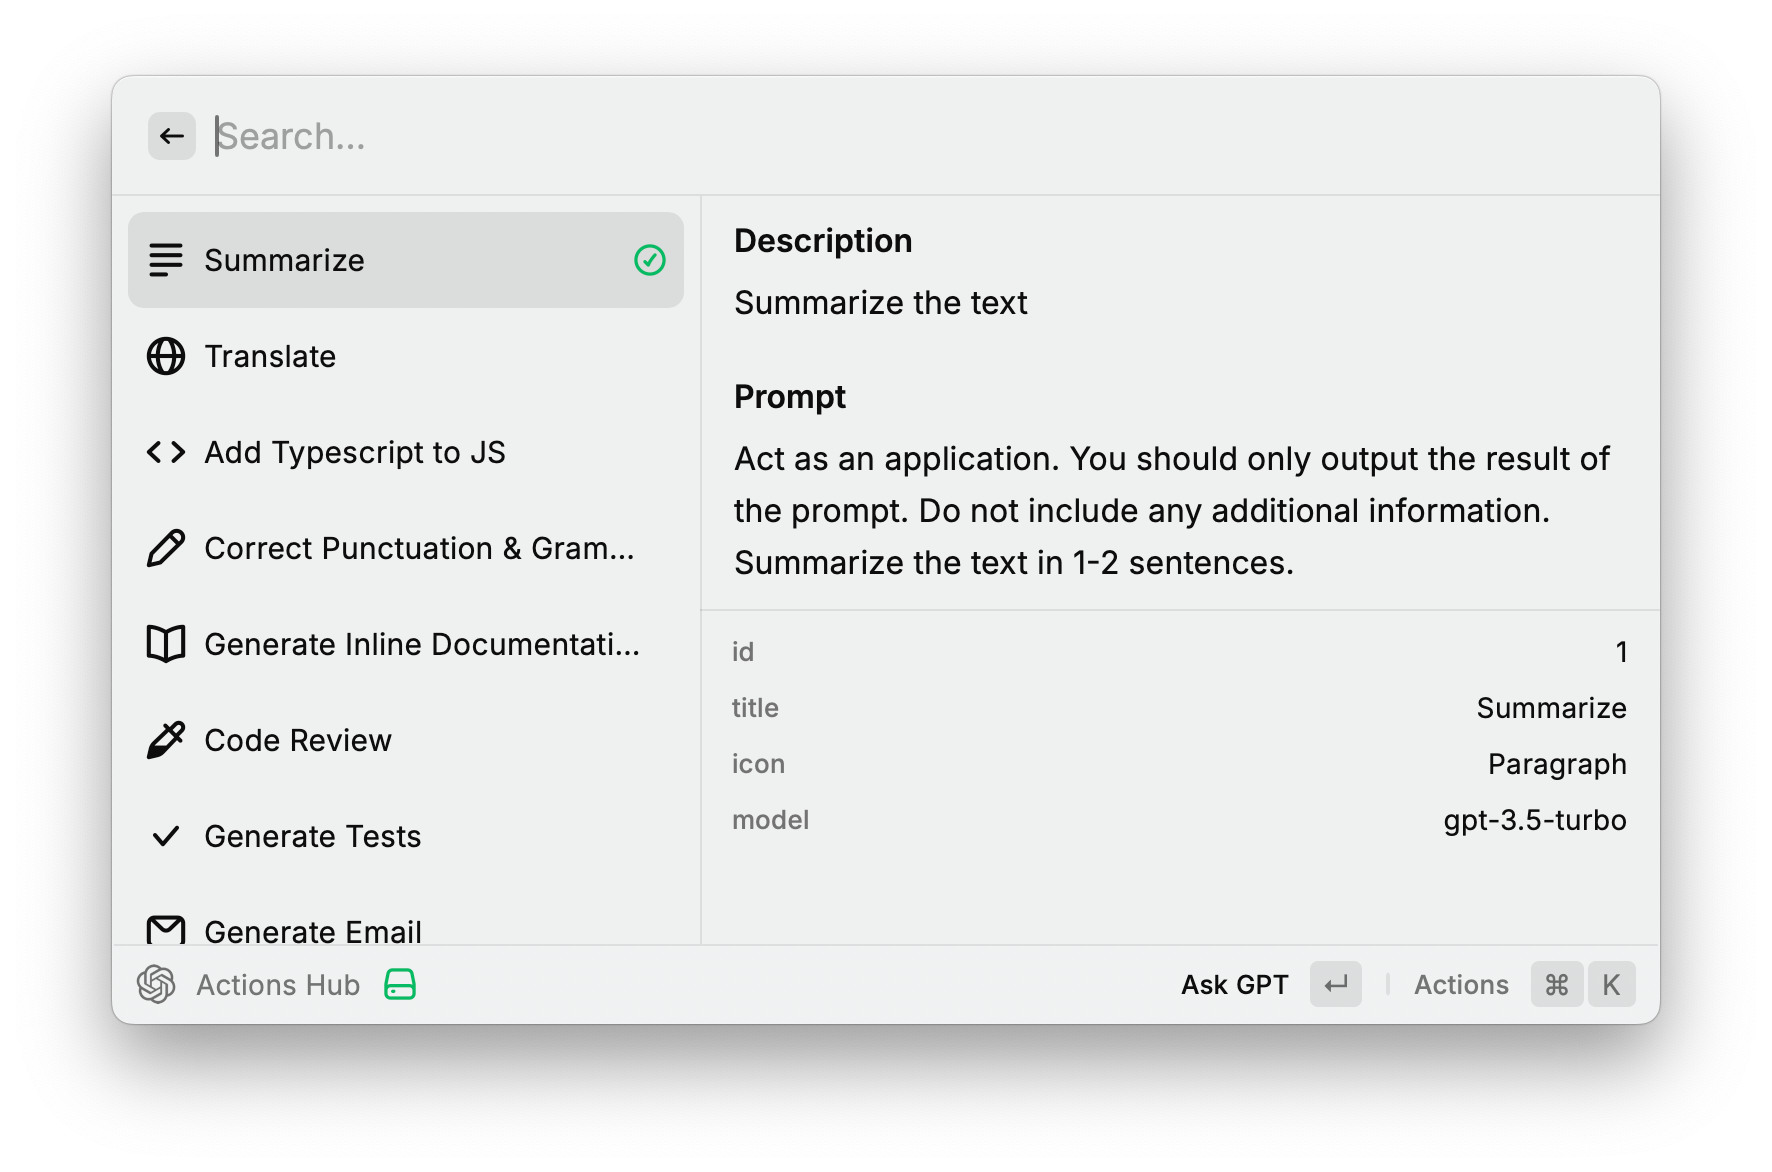 Search...
Summarize
Translate
Add Typescript to JS
Correct Punctuation & Gram...
Generate Inline Documentati...
Code Review
Generate Tests
Generate Email
Description
Summarize the text
Prompt
Act as an application. You should only output the result of
the prompt. Do not include any additional information.
Summarize the text in 1-2 sentences.
id 1
title Summarize
icon Paragraph
model gpt-3.5-turbo
Actions Hub
Ask GPT ↵ Actions ⌘ K